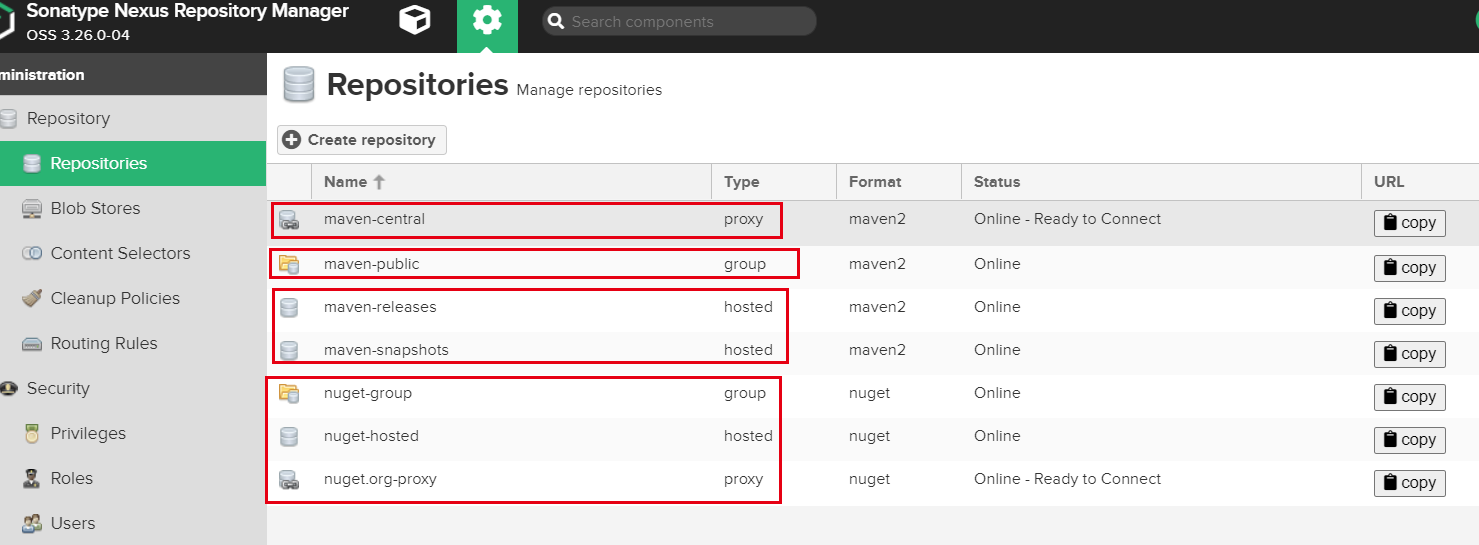 Sonatype Nexus Repository Manager
OSS 3.26.0-04
Search components
ministration
Repository
Repositories
Blob Stores
Content Selectors
Cleanup Policies
Routing Rules
Security
Privileges
Roles
Users
Repositories Manage repositories
Create repository
Name Type Format Status URL
maven-central proxy maven2 Online - Ready to Connect copy
maven-public group maven2 Online copy
maven-releases hosted maven2 Online copy
maven-snapshots hosted maven2 Online copy
nuget-group group nuget Online copy
nuget-hosted hosted nuget Online copy
nuget.org-proxy proxy nuget Online - Ready to Connect copy